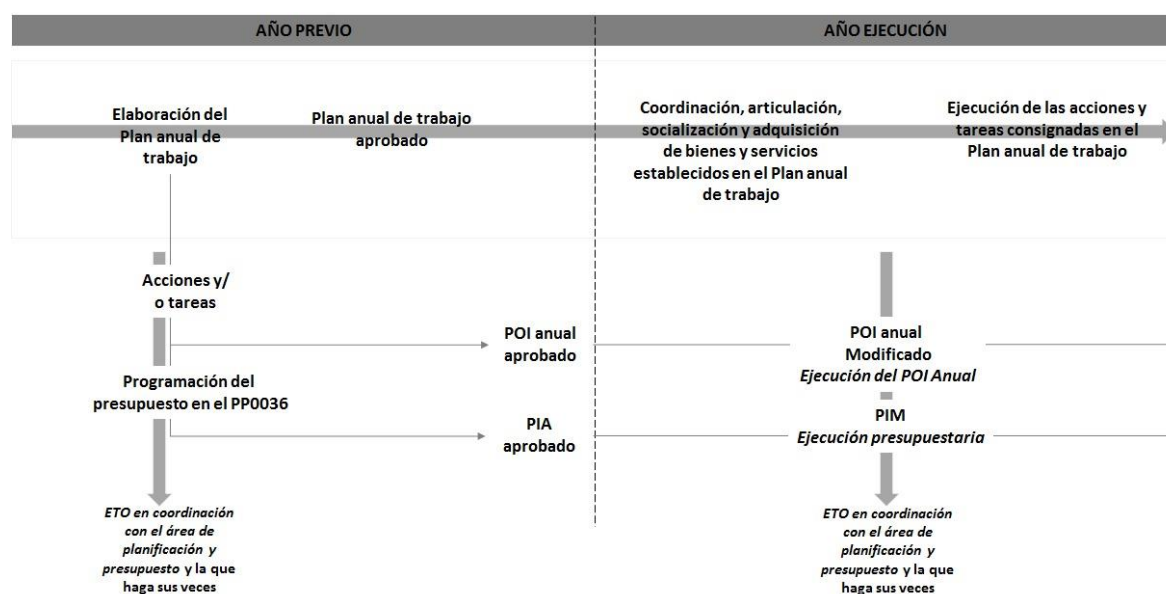 AÑO PREVIO
AÑO EJECUCIÓN
Elaboración del
Plan anual de
trabajo
Plan anual de trabajo
aprobado
Coordinación, articulación,
socialización y adquisición
de bienes y servicios
establecidos en el Plan anual
de trabajo
Ejecución de las acciones y
tareas consignadas en el
Plan anual de trabajo
Acciones y/
o tareas
POI anual
aprobado
POI anual
Modificado
Ejecución del POI Anual
Programación del
presupuesto en el PP0036
PIA
aprobado
PIM
Ejecución presupuestaria
ETO en coordinación
con el área de
planificación y
presupuesto y la que
haga sus veces
ETO en coordinación
con el área de
planificación y
presupuesto y la que
haga sus veces